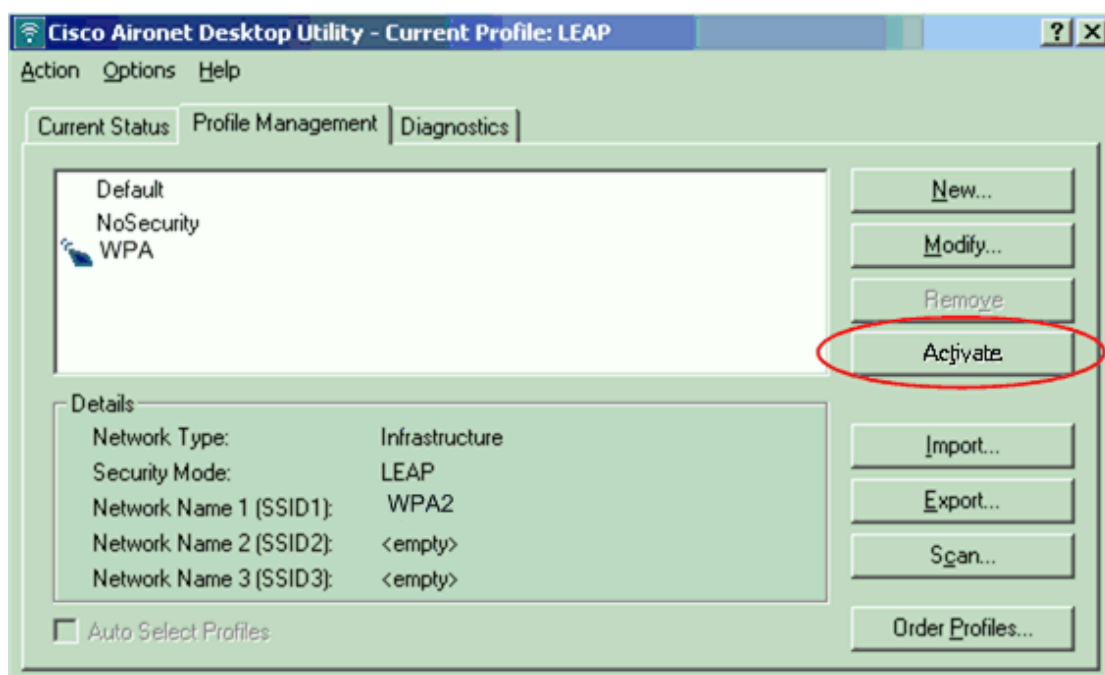 Cisco Aironet Desktop Utility - Current Profile: LEAP
? X
Action Options Help
Current Status Profile Management Diagnostics
Default
NoSecurity
WPA
New...
Modify...
Remove
Activate
Details
Network Type: Infrastructure
Security Mode: LEAP
Network Name 1 (SSID1): WPA2
Network Name 2 (SSID2): <empty>
Network Name 3 (SSID3): <empty>
Import...
Export...
Scan...
Auto Select Profiles
Order Profiles...